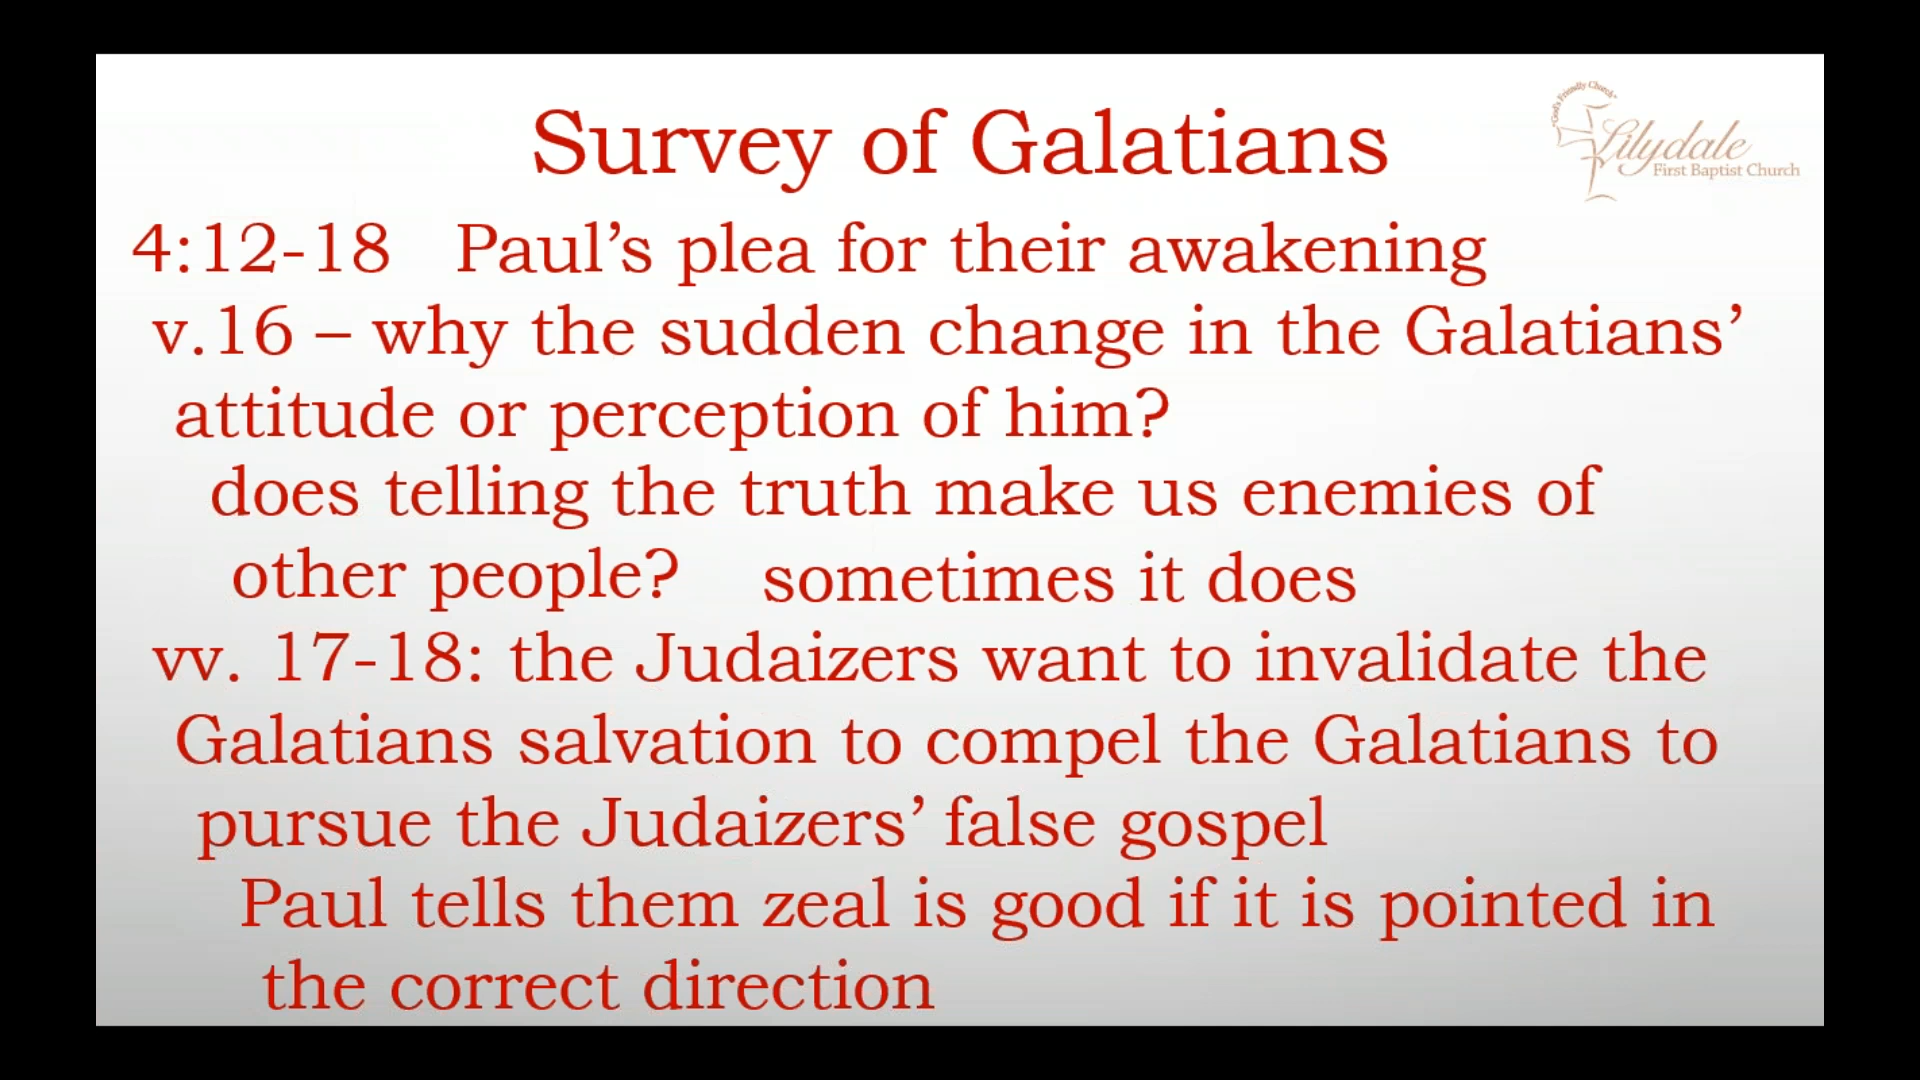 Survey of Galatians
"God's Friendly Church"
Lilydale
First Baptist Church
4:12-18 Paul’s plea for their awakening
v.16 – why the sudden change in the Galatians’
attitude or perception of him?
does telling the truth make us enemies of
other people? sometimes it does
vv. 17-18: the Judaizers want to invalidate the
Galatians salvation to compel the Galatians to
pursue the Judaizers’ false gospel
Paul tells them zeal is good if it is pointed in
the correct direction